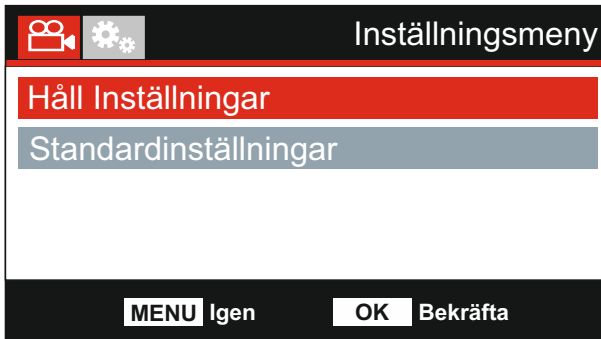 Inställningsmeny
Håll Inställningar
Standardinställningar
MENU Igen OK Bekräfta